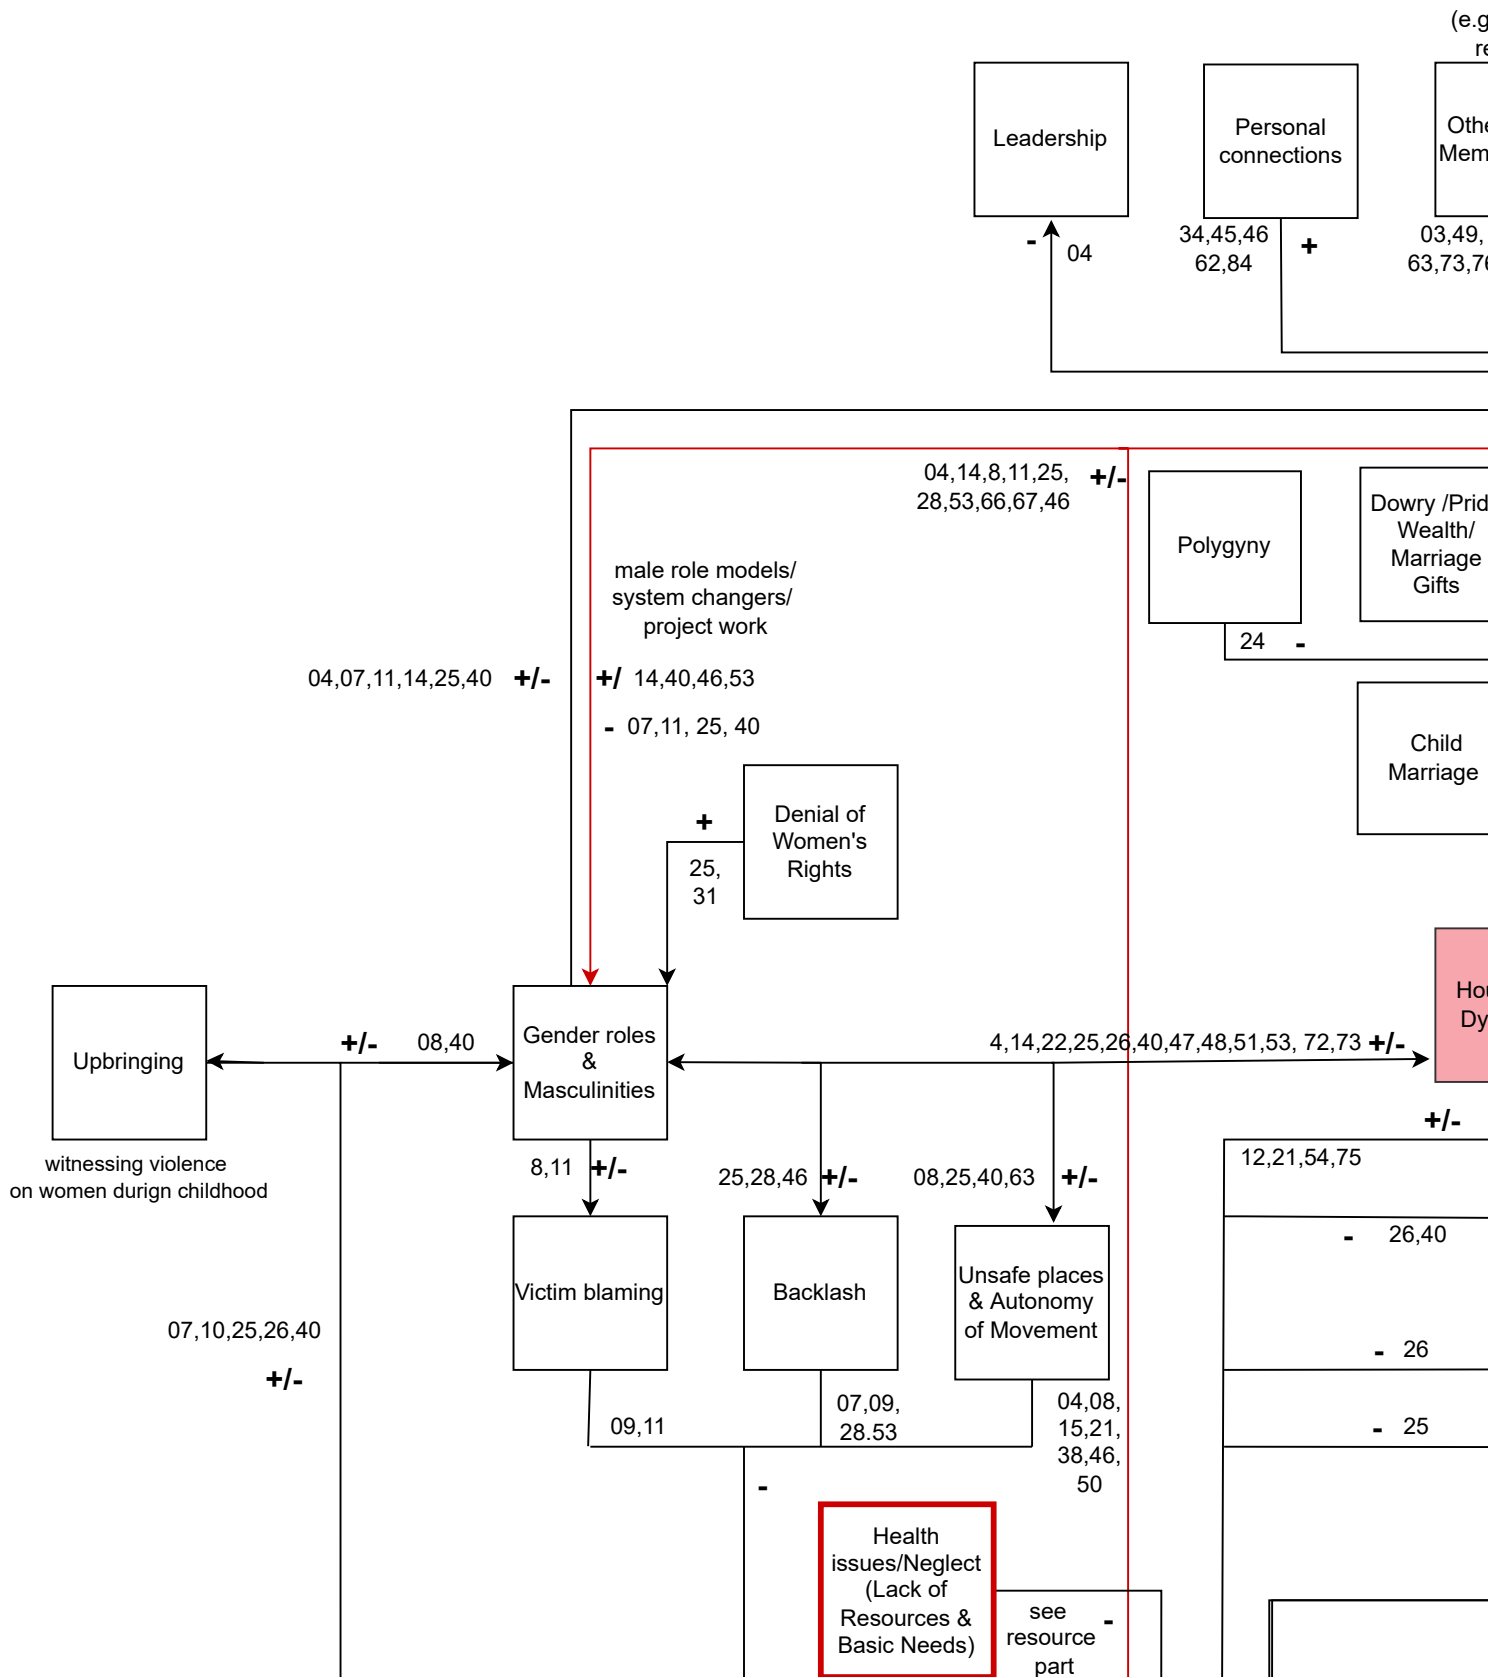 (e.g
re
Leadership
Personal
connections
Othe
Mem
- 04
34,45,46
62,84
+
03,49,
63,73,76
04,14,8,11,25,
28,53,66,67,46
+/-
Polygyny
Dowry /Prid
Wealth/
Marriage
Gifts
24 -
male role models/
system changers/
project work
04,07,11,14,25,40 +/-
+/ 14,40,46,53
- 07,11, 25, 40
Child
Marriage
Denial of
Women's
Rights
+
25,
31
Upbringing
+/- 08,40
Gender roles
&
Masculinities
4,14,22,25,26,40,47,48,51,53, 72,73 +/-
Hou
Dy
witnessing violence
on women durign childhood
8,11 +/-
25,28,46 +/-
08,25,40,63 +/-
+/-
12,21,54,75
- 26,40
Victim blaming
Backlash
Unsafe places
& Autonomy
of Movement
07,10,25,26,40
+/-
- 26
09,11
07,09,
28.53
04,08,
15,21,
38,46,
50
- 25
-
Health
issues/Neglect
(Lack of
Resources &
Basic Needs)
see
resource
part
-